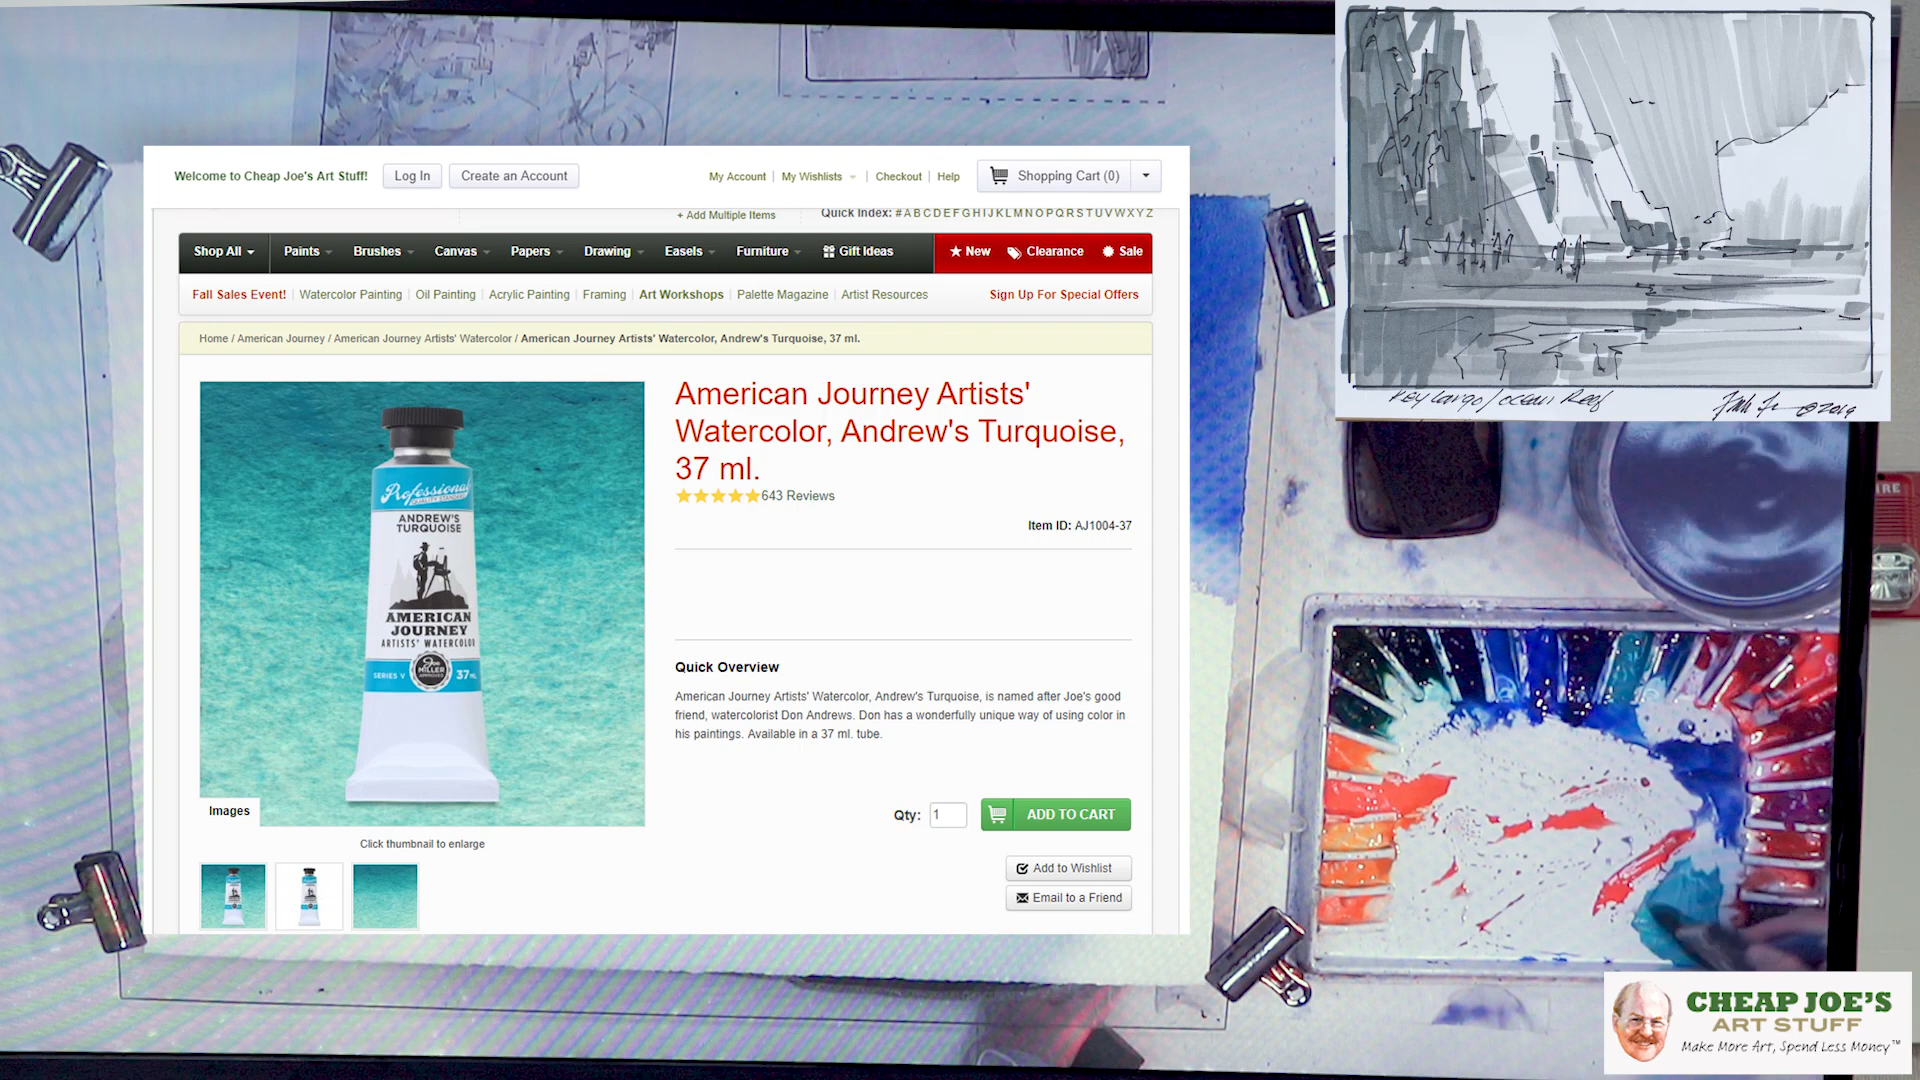 Welcome to Cheap Joe's Art Stuff!
Log In
Create an Account
My Account
My Wishlists
Checkout
Help
Shopping Cart (0)
+ Add Multiple Items
Quick Index: # A B C D E F G H I J K L M N O P Q R S T U V W X Y Z
Shop All
Paints
Brushes
Canvas
Papers
Drawing
Easels
Furniture
Gift Ideas
New
Clearance
Sale
Fall Sales Event!
Watercolor Painting
Oil Painting
Acrylic Painting
Framing
Art Workshops
Palette Magazine
Artist Resources
Sign Up For Special Offers
Home / American Journey / American Journey Artists' Watercolor / American Journey Artists' Watercolor, Andrew's Turquoise, 37 ml.
Professional
QUALITY STANDARD
ANDREW'S
TURQUOISE
AMERICAN
JOURNEY
ARTISTS' WATERCOLOR
SERIES V
Joe
MILLER
APPROVED
37ML
Images
Click thumbnail to enlarge
American Journey Artists'
Watercolor, Andrew's Turquoise,
37 ml.
643 Reviews
Item ID: AJ1004-37
Quick Overview
American Journey Artists' Watercolor, Andrew's Turquoise, is named after Joe's good
friend, watercolorist Don Andrews. Don has a wonderfully unique way of using color in
his paintings. Available in a 37 ml. tube.
Qty: 1
ADD TO CART
Add to Wishlist
Email to a Friend
Key Largo/Ocean Reef
©2019
CHEAP JOE'S
ART STUFF
Make More Art, Spend Less Money™